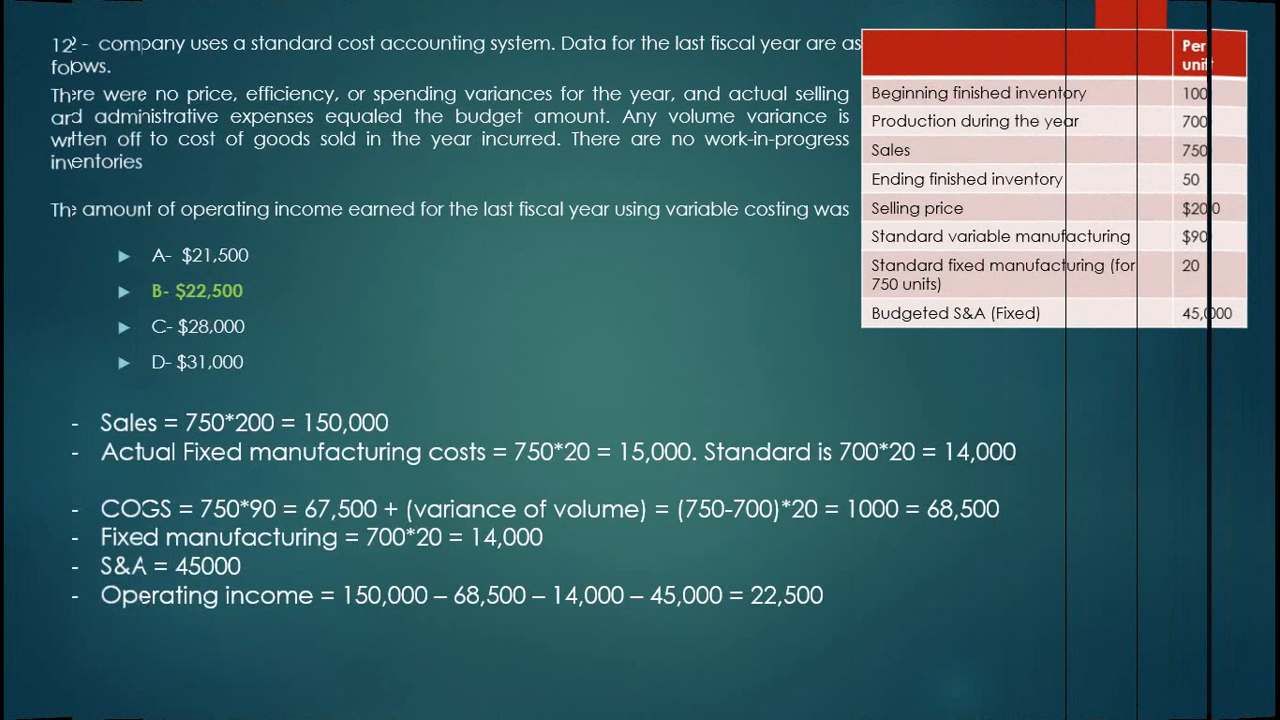 12 - company uses a standard cost accounting system. Data for the last fiscal year are as
follows.
There were no price, efficiency, or spending variances for the year, and actual selling
and administrative expenses equaled the budget amount. Any volume variance is
written off to cost of goods sold in the year incurred. There are no work-in-progress
inventories
The amount of operating income earned for the last fiscal year using variable costing was
A- $21,500
B- $22,500
C- $28,000
D- $31,000
Per
unit
Beginning finished inventory 100
Production during the year 700
Sales 750
Ending finished inventory 50
Selling price $200
Standard variable manufacturing $90
Standard fixed manufacturing (for 20
750 units)
Budgeted S&A (Fixed) 45,000
- Sales = 750*200 = 150,000
- Actual Fixed manufacturing costs = 750*20 = 15,000. Standard is 700*20 = 14,000
- COGS = 750*90 = 67,500 + (variance of volume) = (750-700)*20 = 1000 = 68,500
- Fixed manufacturing = 700*20 = 14,000
- S&A = 45000
- Operating income = 150,000 – 68,500 – 14,000 – 45,000 = 22,500